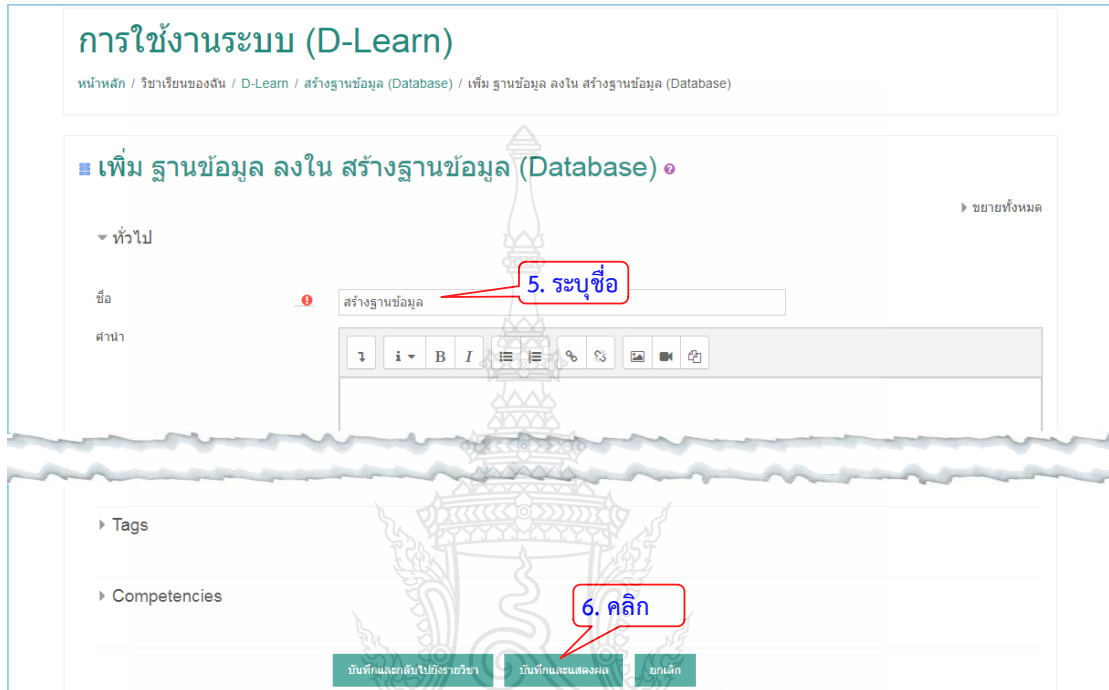 การใช้งานระบบ (D-Learn)
หน้าหลัก / วิชาเรียนของฉัน / D-Learn / สร้างฐานข้อมูล (Database) / เพิ่ม ฐานข้อมูล ลงใน สร้างฐานข้อมูล (Database)
เพิ่ม ฐานข้อมูล ลงใน สร้างฐานข้อมูล (Database)
ขยายทั้งหมด
ทั่วไป
5. ระบุชื่อ
ชื่อ
สร้างฐานข้อมูล
คำนำ
i B I
Tags
Competencies
6. คลิก
บันทึกและกลับไปยังรายวิชา บันทึกและแสดงผล ยกเลิก